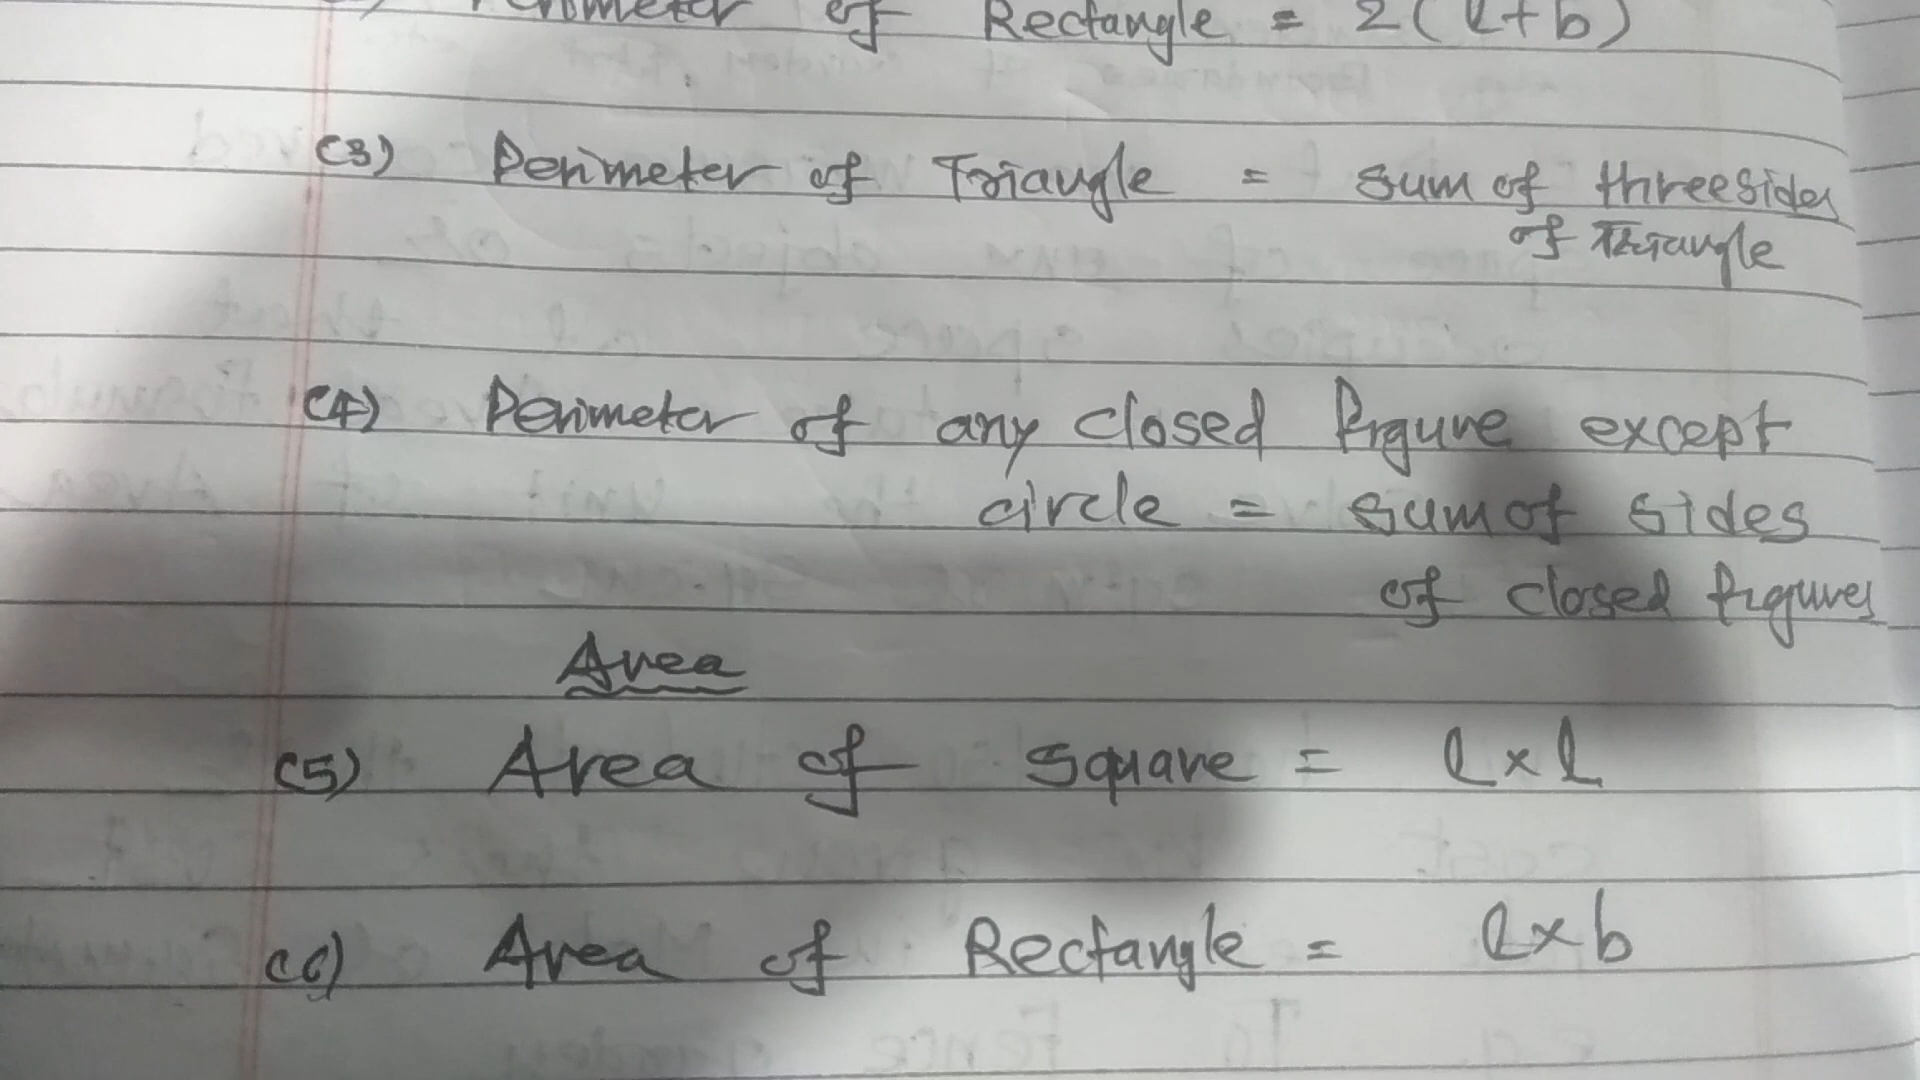 Perimeter of Rectangle = 2(l+b)
(3) Perimeter of Triangle = sum of three sides
of Triangle
(4) Perimeter of any closed figure except
circle = sum of sides
of closed figures
Area
(5) Area of square = l×l
(6) Area of Rectangle = l×b